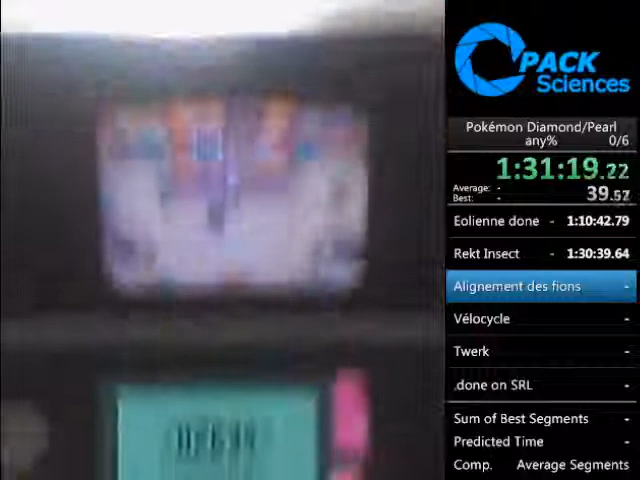 PACK
Sciences
Pokémon Diamond/Pearl
any% 0/6
1:31:19.22
Average: -
39.52
Best: -
Eolienne done - 1:10:42.79
Rekt Insect - 1:30:39.64
Alignement des fions -
Vélocycle -
Twerk -
.done on SRL -
Sum of Best Segments -
Predicted Time -
Comp. Average Segments